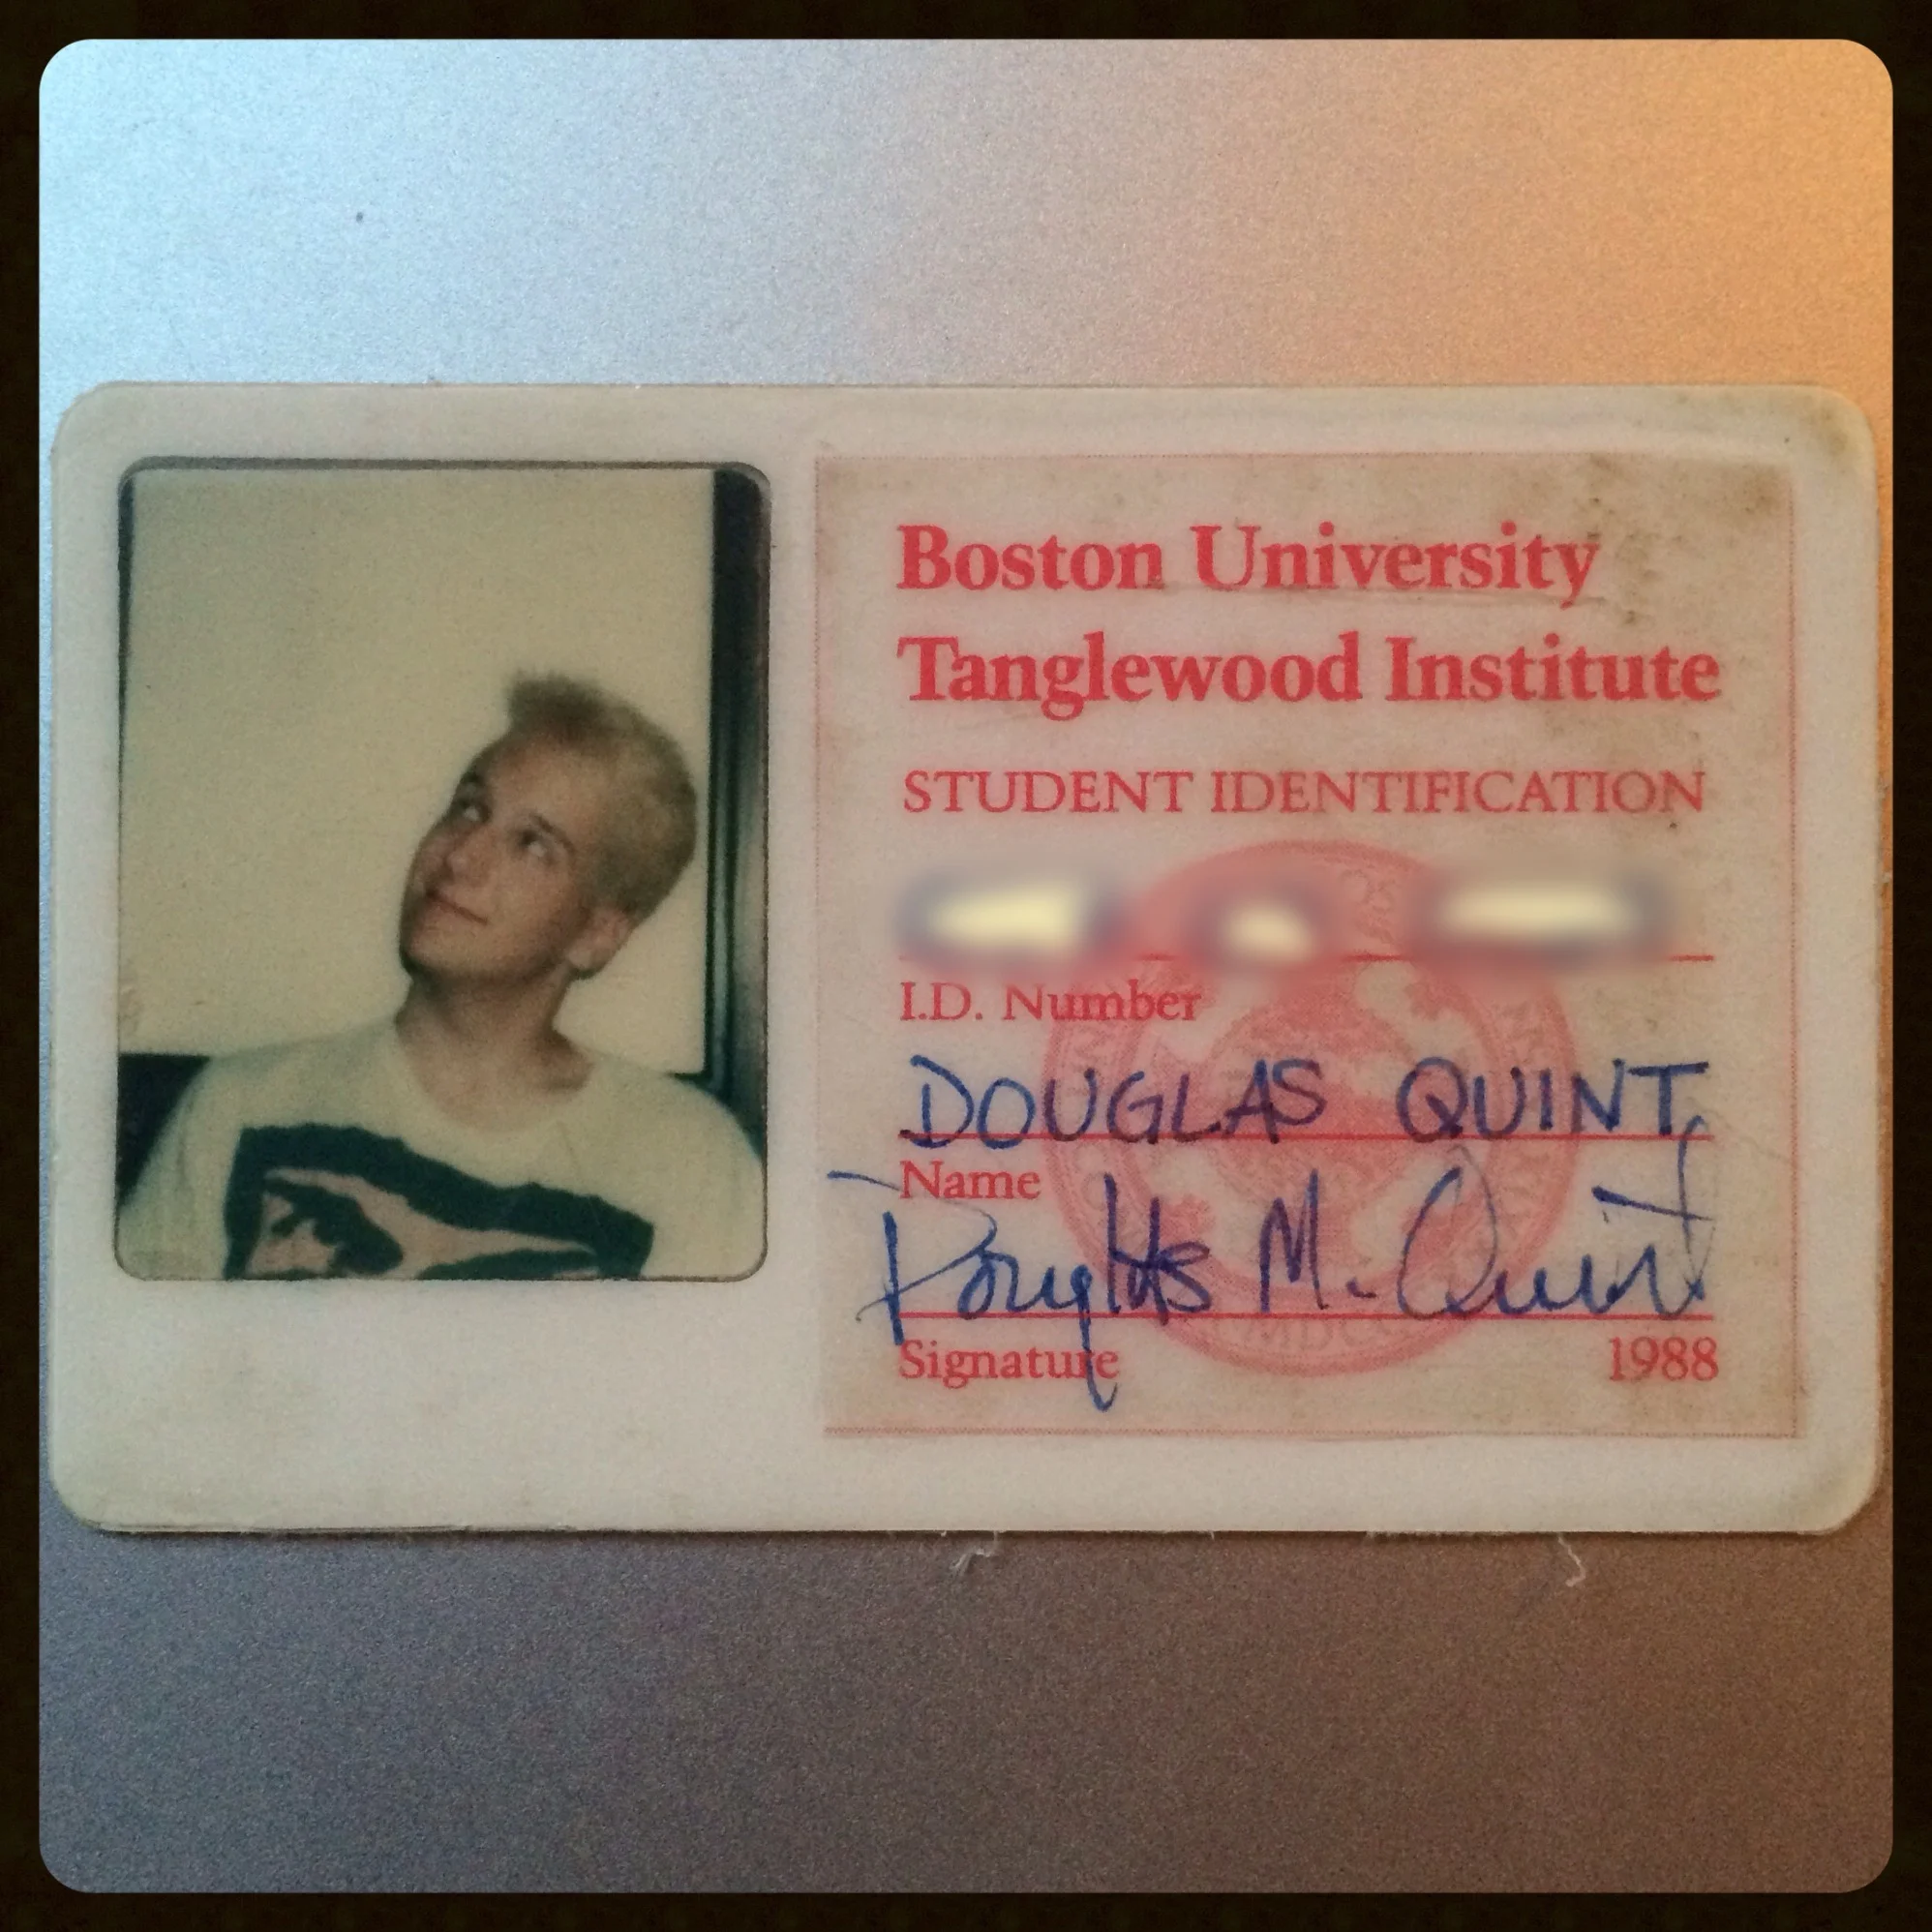 Boston University
Tanglewood Institute
STUDENT IDENTIFICATION
I.D. Number
DOUGLAS QUINT
Name
Douglas M. Quint
Signature
1988